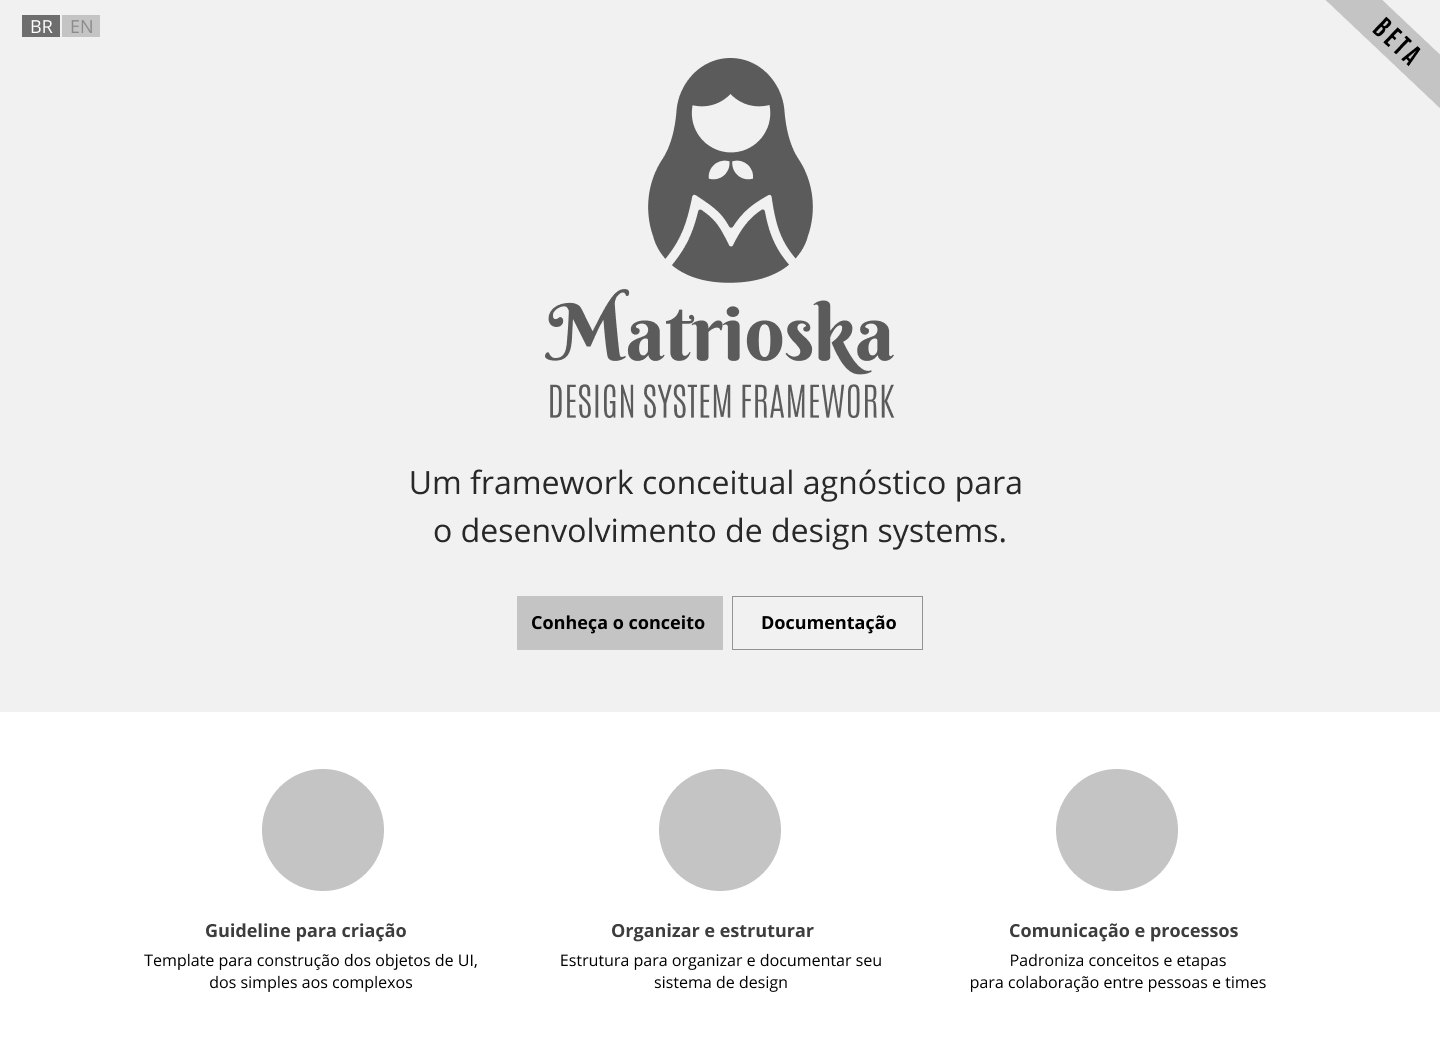 BR EN
BETA
Matrioska
DESIGN SYSTEM FRAMEWORK
Um framework conceitual agnóstico para
o desenvolvimento de design systems.
Conheça o conceito
Documentação
Guideline para criação
Template para construção dos objetos de UI,
dos simples aos complexos
Organizar e estruturar
Estrutura para organizar e documentar seu
sistema de design
Comunicação e processos
Padroniza conceitos e etapas
para colaboração entre pessoas e times